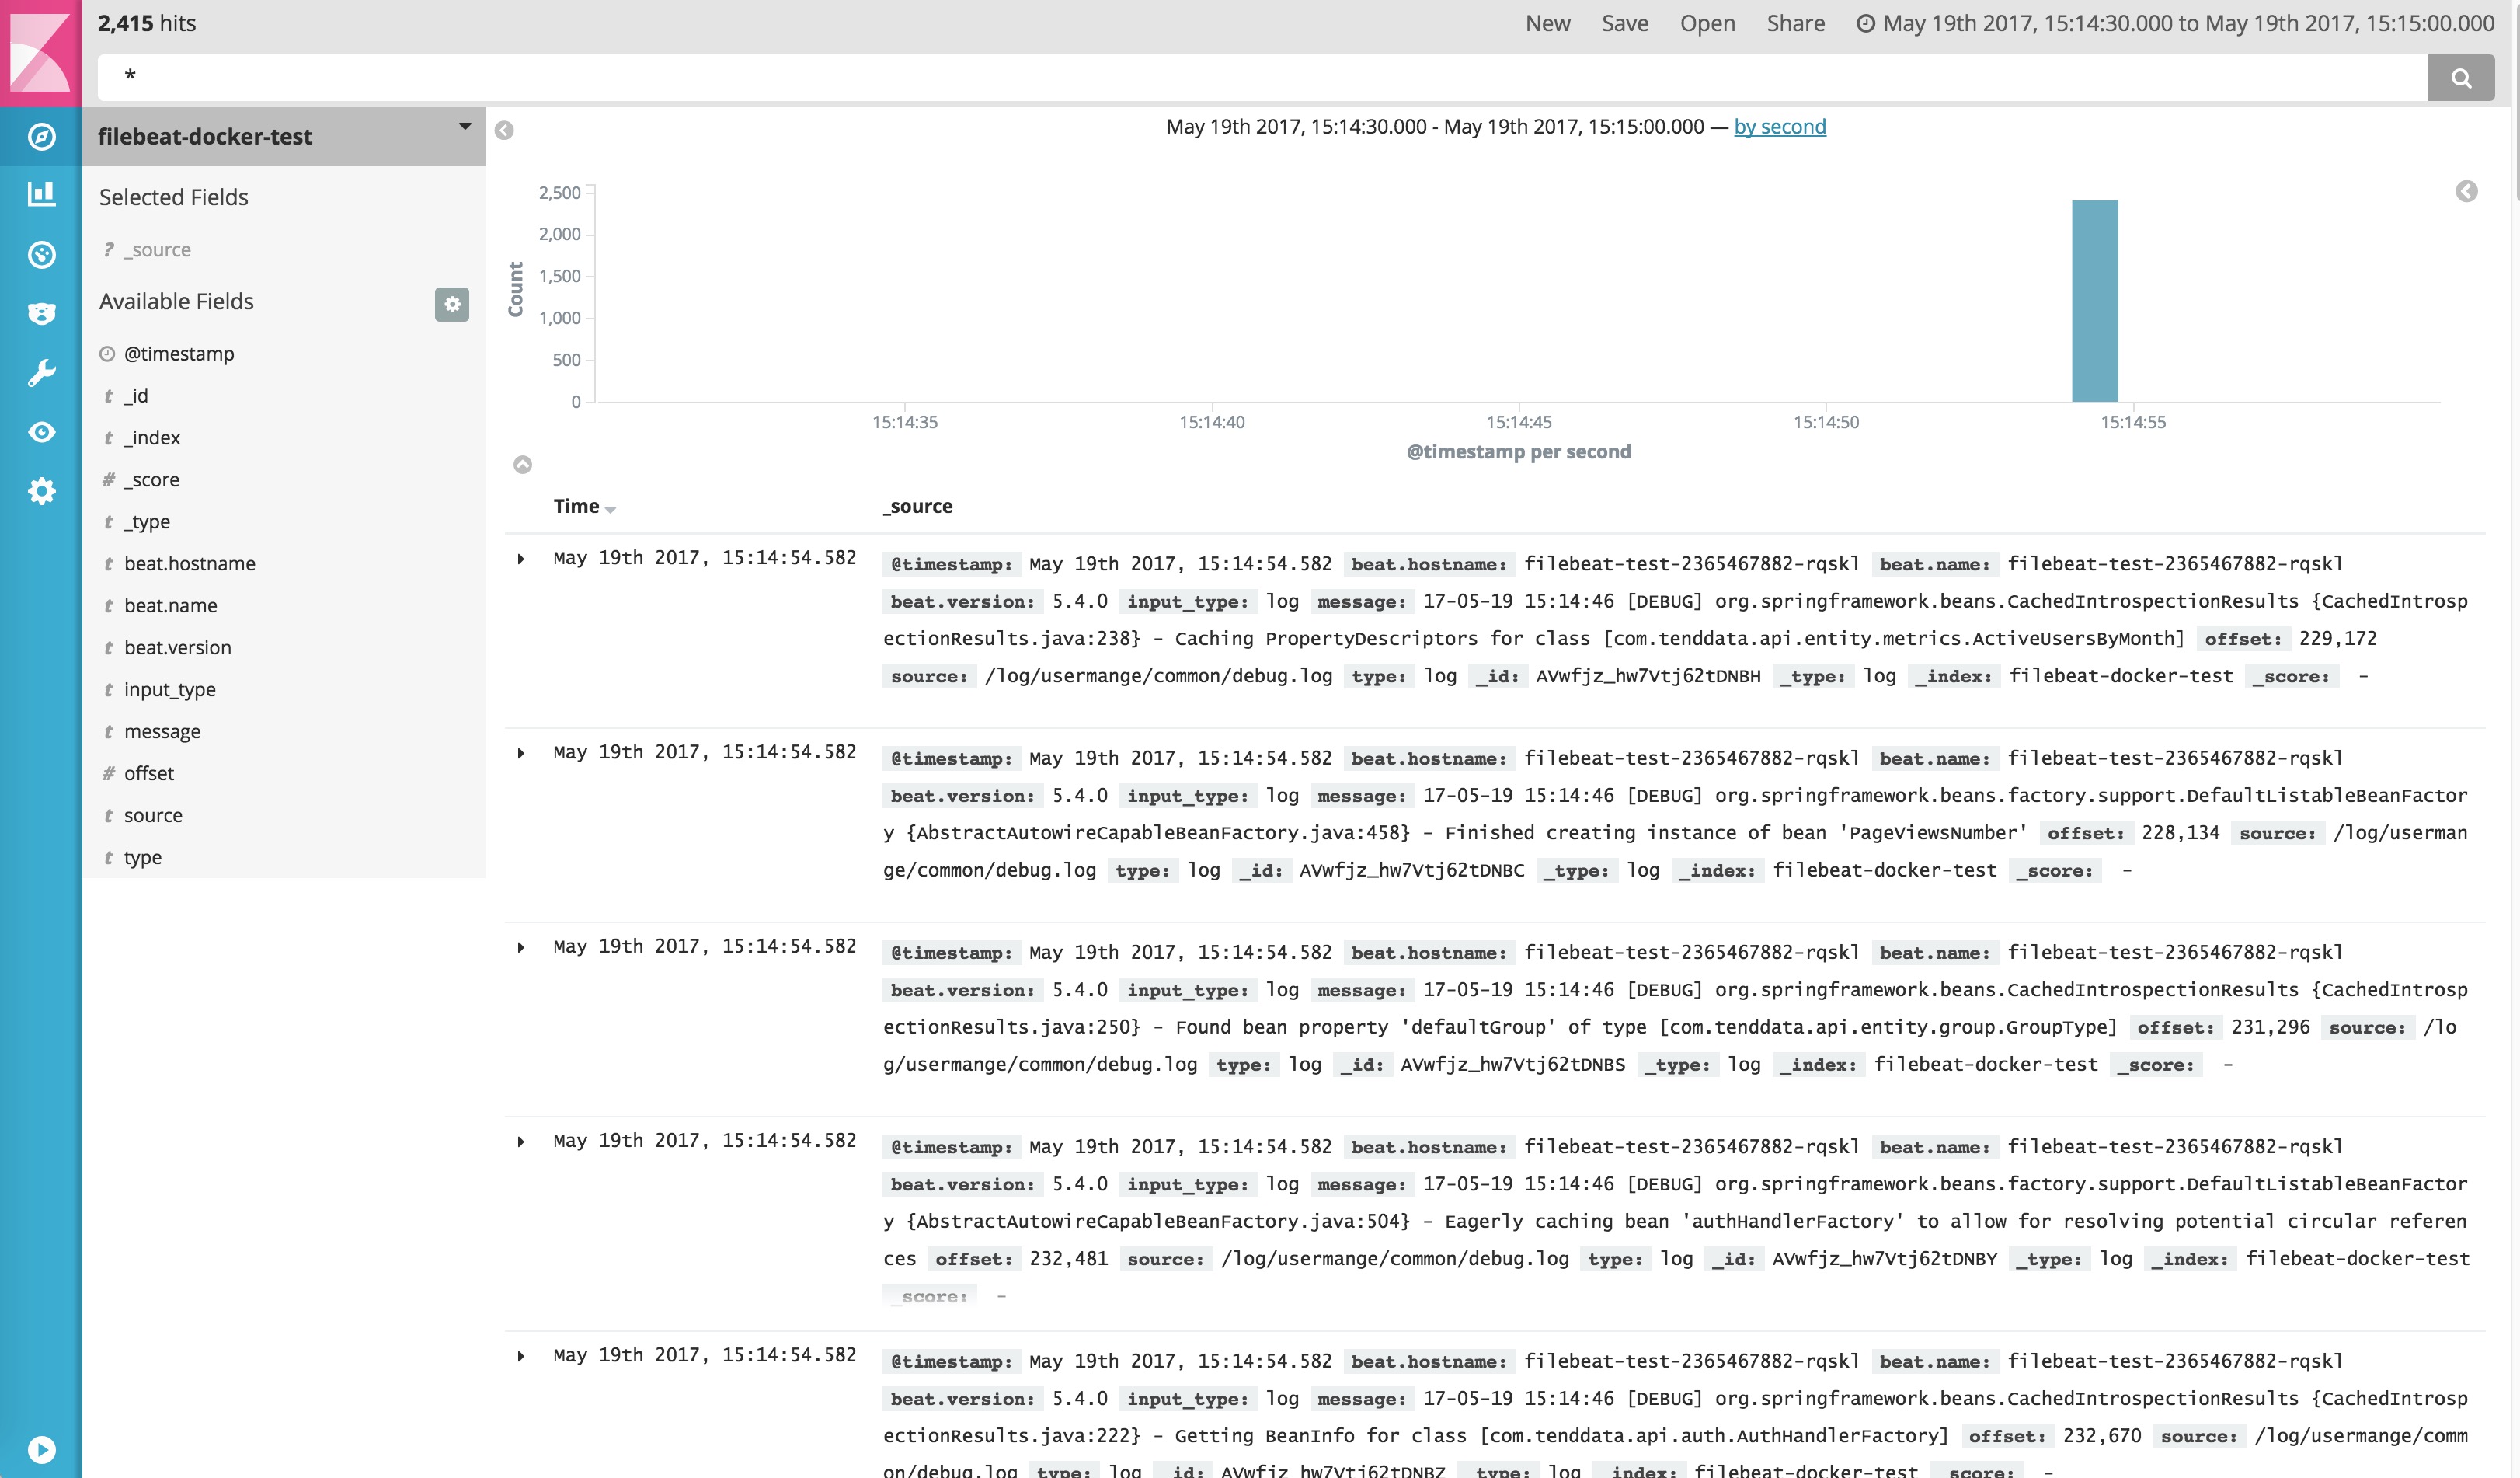 2,415 hits
New Save Open Share May 19th 2017, 15:14:30.000 to May 19th 2017, 15:15:00.000
*
filebeat-docker-test
Selected Fields
? _source
Available Fields
@timestamp
t _id
t _index
# _score
t _type
t beat.hostname
t beat.name
t beat.version
t input_type
t message
# offset
t source
t type
May 19th 2017, 15:14:30.000 - May 19th 2017, 15:15:00.000 — by second
Count
2,500
2,000
1,500
1,000
500
0
15:14:35 15:14:40 15:14:45 15:14:50 15:14:55
@timestamp per second
Time _source
May 19th 2017, 15:14:54.582 @timestamp: May 19th 2017, 15:14:54.582 beat.hostname: filebeat-test-2365467882-rqskl beat.name: filebeat-test-2365467882-rqskl
beat.version: 5.4.0 input_type: log message: 17-05-19 15:14:46 [DEBUG] org.springframework.beans.CachedIntrospectionResults {CachedIntrosp
ectionResults.java:238} - Caching PropertyDescriptors for class [com.tenddata.api.entity.metrics.ActiveUsersByMonth] offset: 229,172
source: /log/usermange/common/debug.log type: log _id: AVwfjz_hw7Vtj62tDNBH _type: log _index: filebeat-docker-test _score: -
May 19th 2017, 15:14:54.582 @timestamp: May 19th 2017, 15:14:54.582 beat.hostname: filebeat-test-2365467882-rqskl beat.name: filebeat-test-2365467882-rqskl
beat.version: 5.4.0 input_type: log message: 17-05-19 15:14:46 [DEBUG] org.springframework.beans.factory.support.DefaultListableBeanFactor
y {AbstractAutowireCapableBeanFactory.java:458} - Finished creating instance of bean 'PageViewsNumber' offset: 228,134 source: /log/userman
ge/common/debug.log type: log _id: AVwfjz_hw7Vtj62tDNBC _type: log _index: filebeat-docker-test _score: -
May 19th 2017, 15:14:54.582 @timestamp: May 19th 2017, 15:14:54.582 beat.hostname: filebeat-test-2365467882-rqskl beat.name: filebeat-test-2365467882-rqskl
beat.version: 5.4.0 input_type: log message: 17-05-19 15:14:46 [DEBUG] org.springframework.beans.CachedIntrospectionResults {CachedIntrosp
ectionResults.java:250} - Found bean property 'defaultGroup' of type [com.tenddata.api.entity.group.GroupType] offset: 231,296 source: /lo
g/usermange/common/debug.log type: log _id: AVwfjz_hw7Vtj62tDNBS _type: log _index: filebeat-docker-test _score: -
May 19th 2017, 15:14:54.582 @timestamp: May 19th 2017, 15:14:54.582 beat.hostname: filebeat-test-2365467882-rqskl beat.name: filebeat-test-2365467882-rqskl
beat.version: 5.4.0 input_type: log message: 17-05-19 15:14:46 [DEBUG] org.springframework.beans.factory.support.DefaultListableBeanFactor
y {AbstractAutowireCapableBeanFactory.java:504} - Eagerly caching bean 'authHandlerFactory' to allow for resolving potential circular referen
ces offset: 232,481 source: /log/usermange/common/debug.log type: log _id: AVwfjz_hw7Vtj62tDNBY _type: log _index: filebeat-docker-test
_score: -
May 19th 2017, 15:14:54.582 @timestamp: May 19th 2017, 15:14:54.582 beat.hostname: filebeat-test-2365467882-rqskl beat.name: filebeat-test-2365467882-rqskl
beat.version: 5.4.0 input_type: log message: 17-05-19 15:14:46 [DEBUG] org.springframework.beans.CachedIntrospectionResults {CachedIntrosp
ectionResults.java:222} - Getting BeanInfo for class [com.tenddata.api.auth.AuthHandlerFactory] offset: 232,670 source: /log/usermange/comm
on/debug.log type: log _id: AVwfjz_hw7Vtj62tDNBZ _type: log _index: filebeat-docker-test _score: -